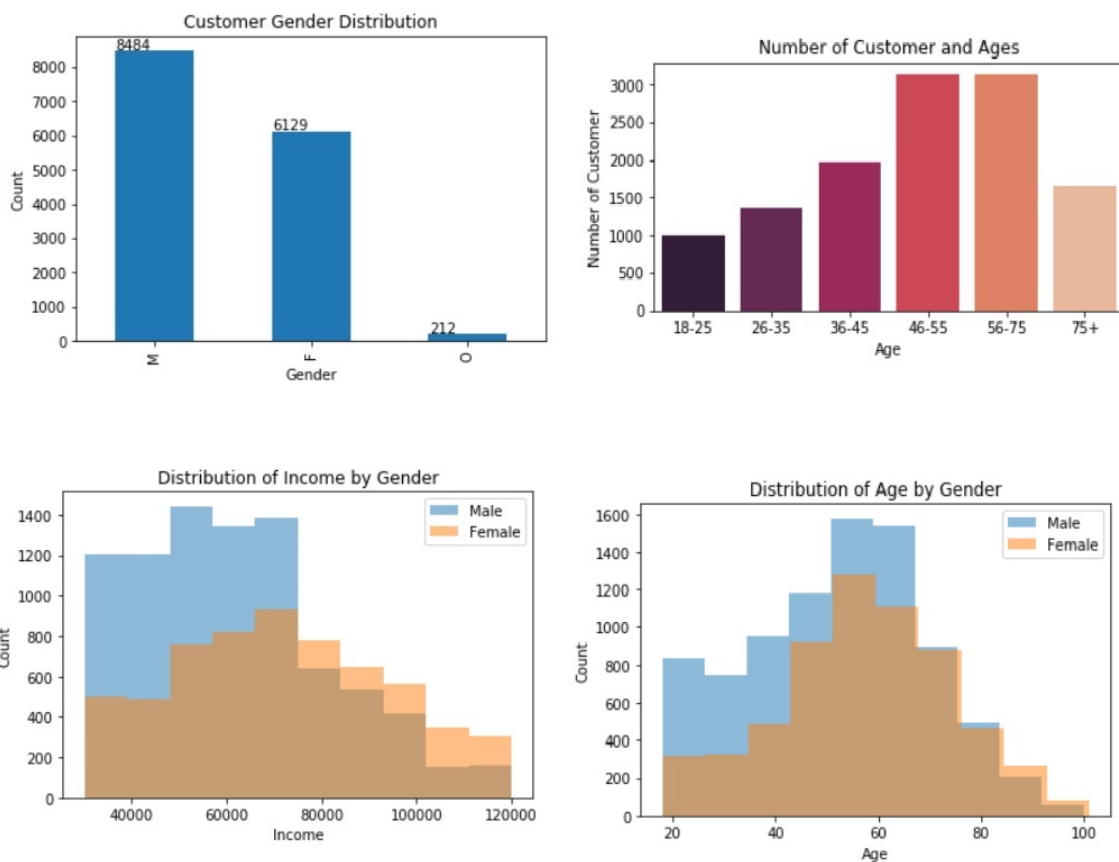 Customer Gender Distribution
8484
6129
212
8000
7000
6000
5000
4000
3000
2000
1000
0
Count
M
F
O
Gender
Number of Customer and Ages
3000
2500
2000
1500
1000
500
0
Number of Customer
18-25 26-35 36-45 46-55 56-75 75+
Age
Distribution of Income by Gender
Male
Female
1400
1200
1000
800
600
400
200
0
Count
40000 60000 80000 100000 120000
Income
Distribution of Age by Gender
Male
Female
1600
1400
1200
1000
800
600
400
200
0
Count
20 40 60 80 100
Age